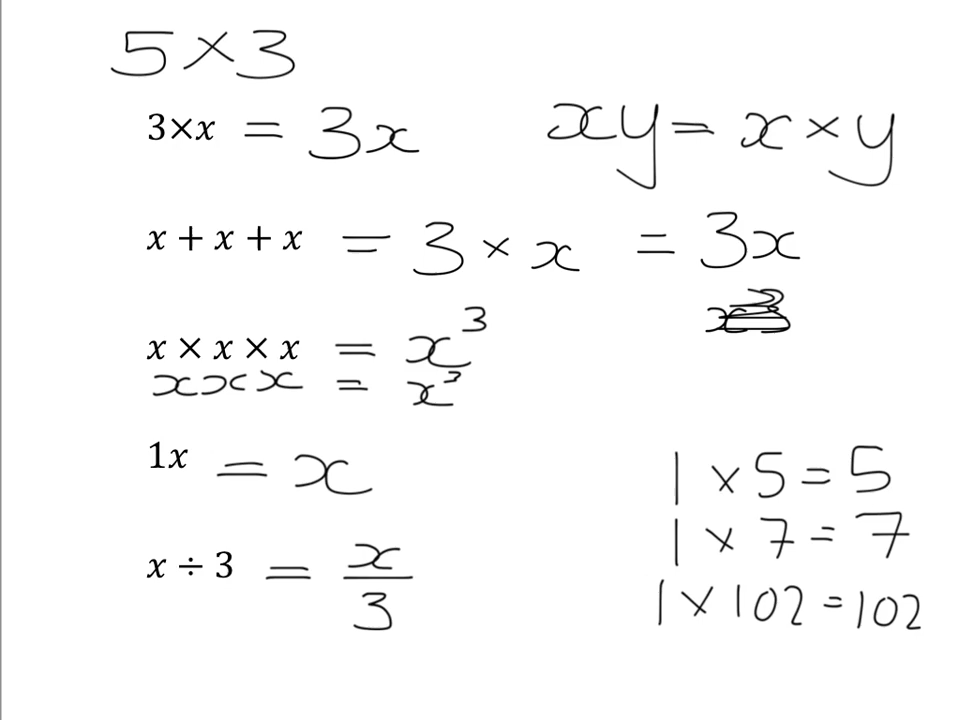 5 × 3
3×x = 3x
xy = x × y
x + x + x = 3 × x = 3x
x × x × x = x³
xxx = x³
1x = x
1 × 5 = 5
1 × 7 = 7
x ÷ 3 = x/3
1 × 102 = 102